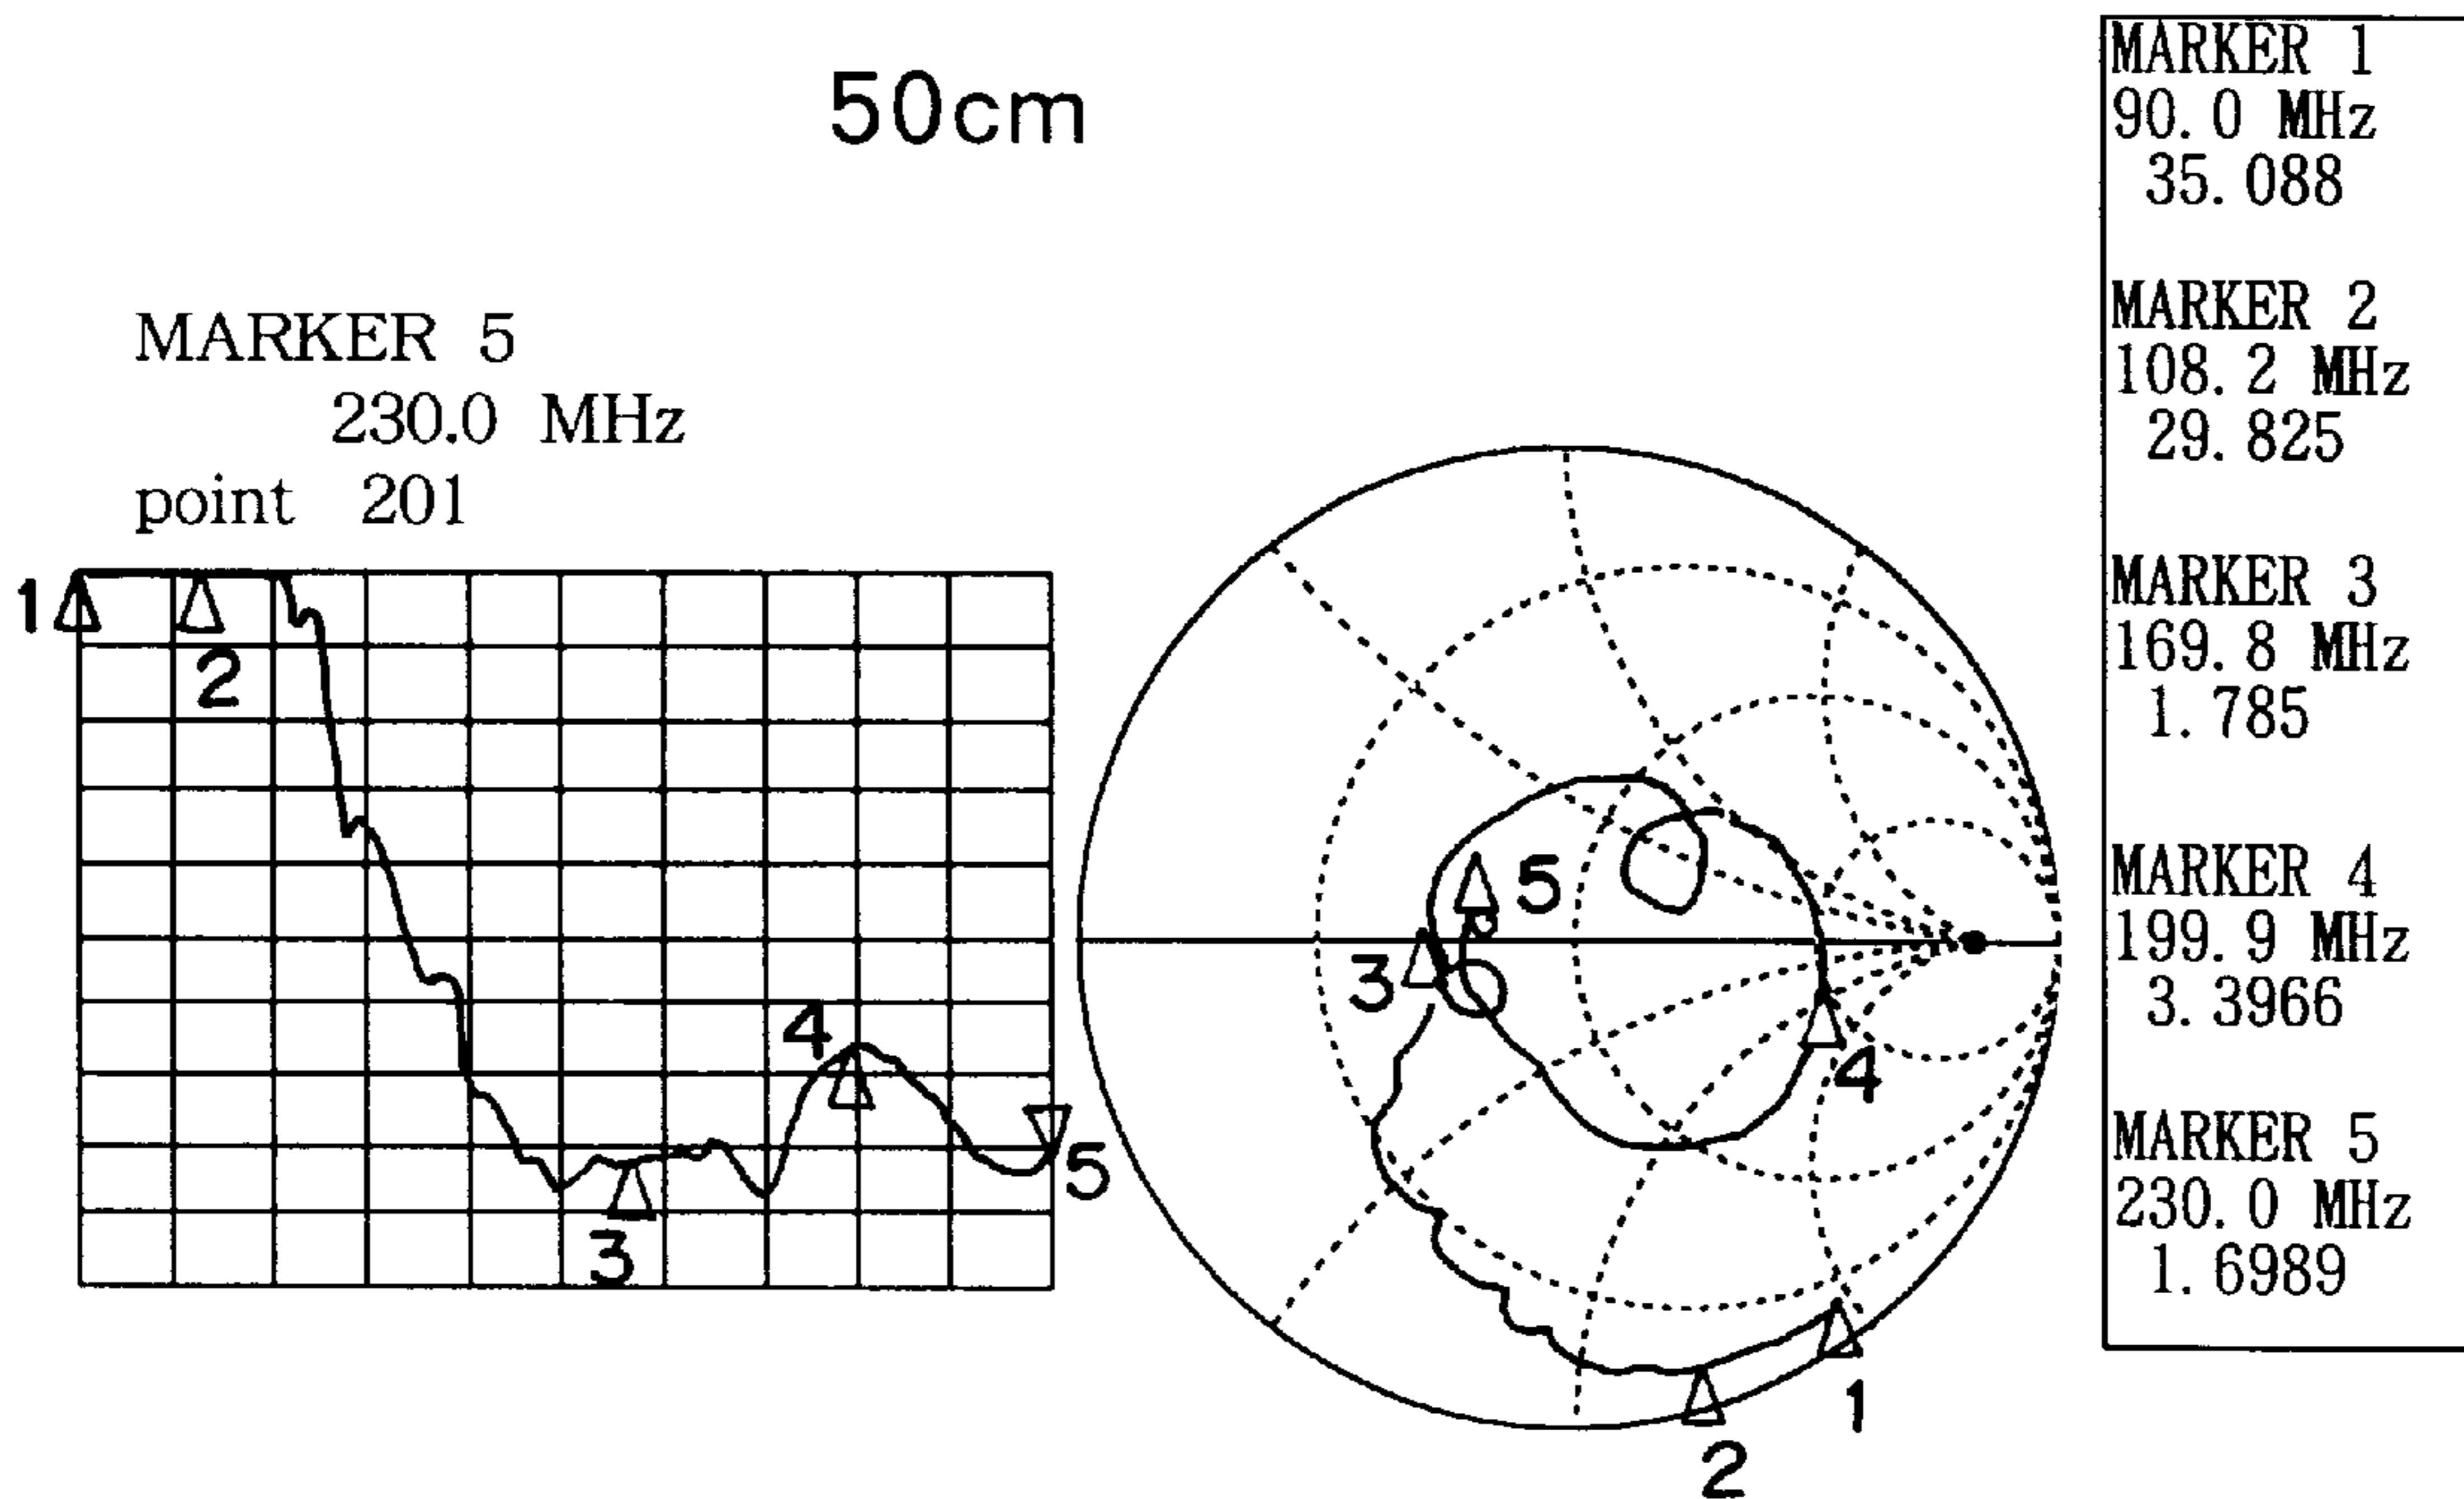 50cm
MARKER 5
230.0 MHz
point 201
1
2
3
4
5
3
5
4
1
2
MARKER 1
90.0 MHz
35.088
MARKER 2
108.2 MHz
29.825
MARKER 3
169.8 MHz
1.785
MARKER 4
199.9 MHz
3.3966
MARKER 5
230.0 MHz
1.6989